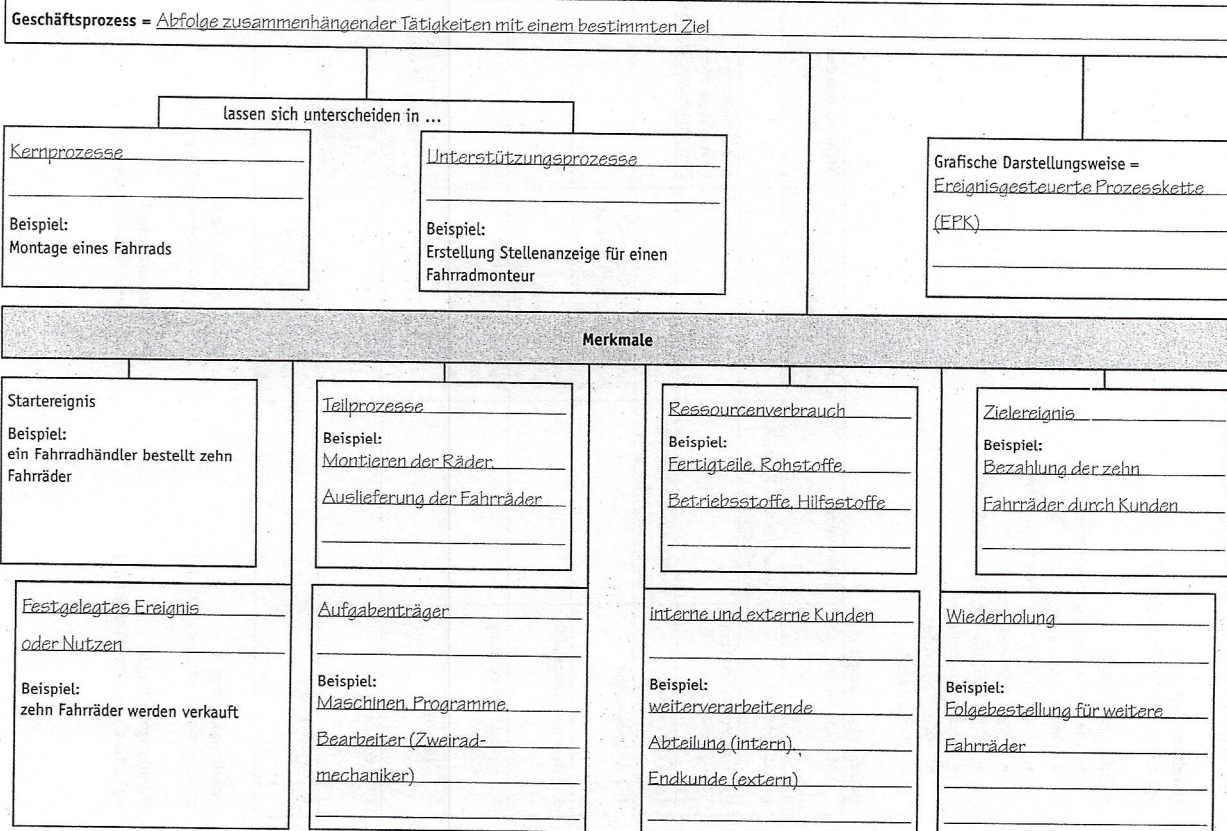 Geschäftsprozess = Abfolge zusammenhängender Tätigkeiten mit einem bestimmten Ziel
lassen sich unterscheiden in ...
Kernprozesse
Beispiel:
Montage eines Fahrrads
Unterstützungsprozesse
Beispiel:
Erstellung Stellenanzeige für einen
Fahrradmonteur
Grafische Darstellungsweise =
Ereignisgesteuerte Prozesskette
(EPK)
Merkmale
Startereignis
Beispiel:
ein Fahrradhändler bestellt zehn
Fahrräder
Teilprozesse
Beispiel:
Montieren der Räder,
Auslieferung der Fahrräder
Ressourcenverbrauch
Beispiel:
Fertigteile, Rohstoffe,
Betriebsstoffe, Hilfsstoffe
Zielereignis
Beispiel:
Bezahlung der zehn
Fahrräder durch Kunden
Festgelegtes Ereignis
oder Nutzen
Beispiel:
zehn Fahrräder werden verkauft
Aufgabenträger
Beispiel:
Maschinen, Programme,
Bearbeiter (Zweirad-
mechaniker)
interne und externe Kunden
Beispiel:
weiterverarbeitende
Abteilung (intern),
Endkunde (extern)
Wiederholung
Beispiel:
Folgebestellung für weitere
Fahrräder